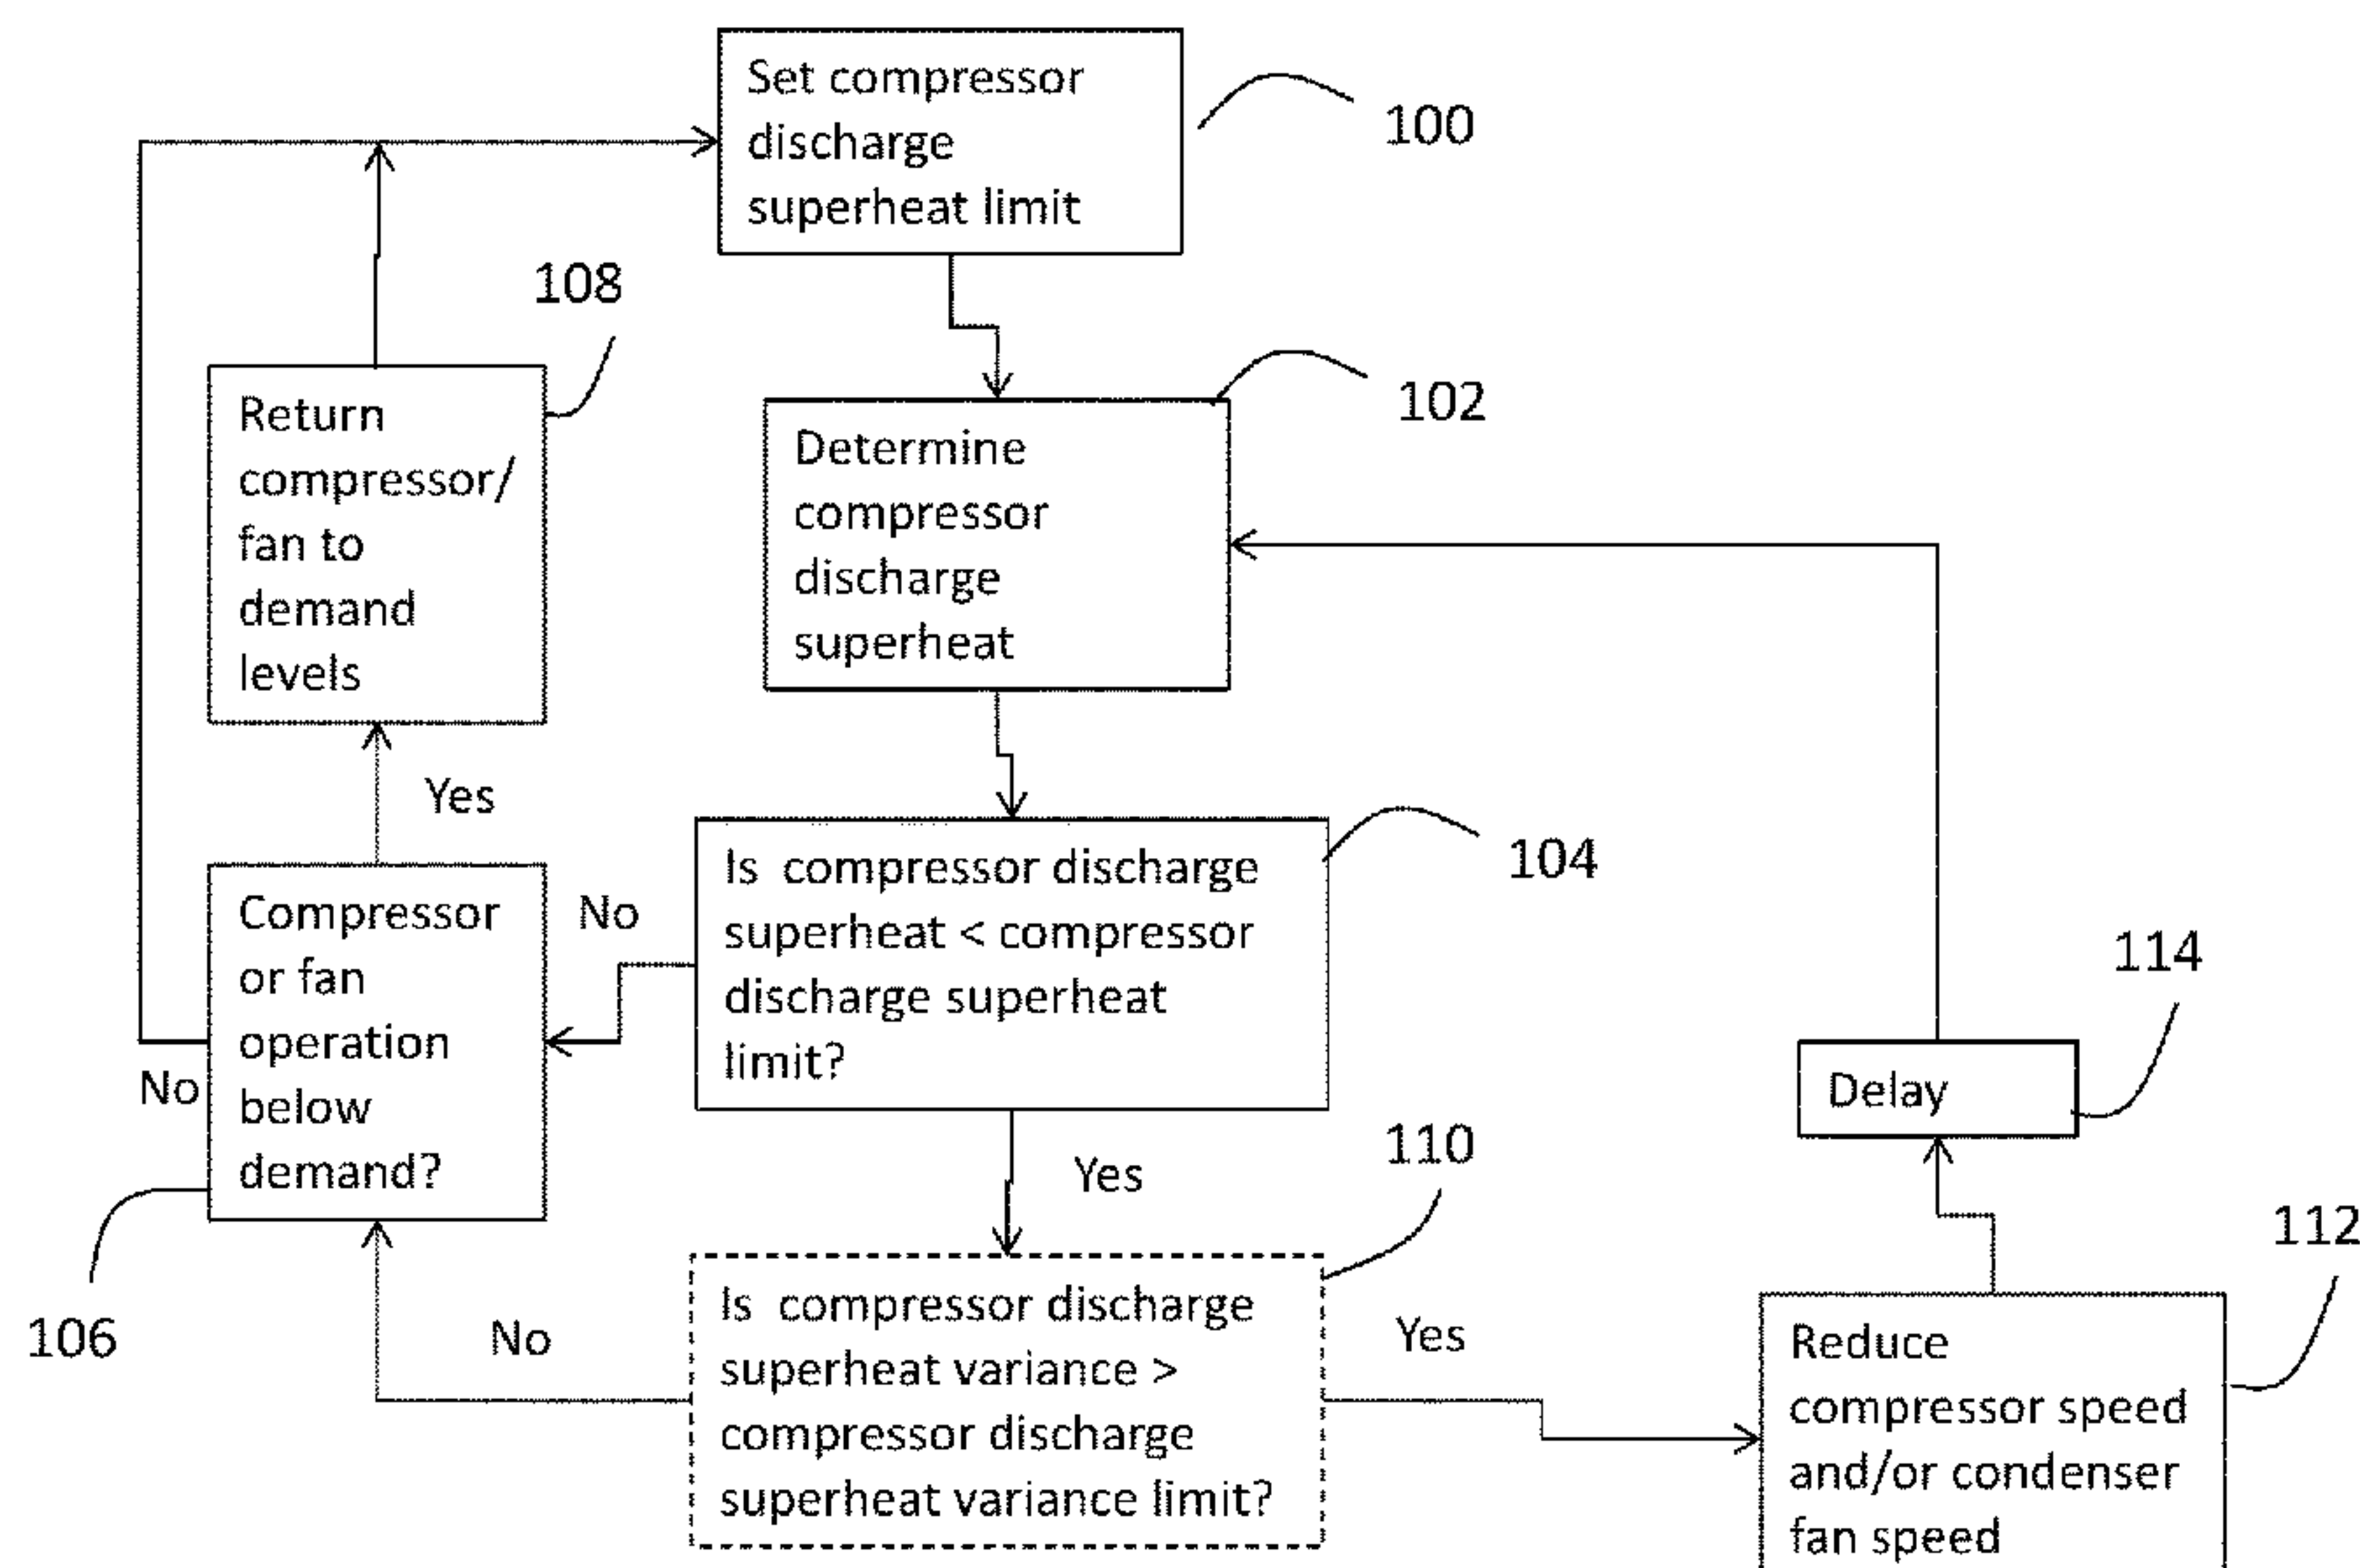 Set compressor
discharge
superheat limit
100
108
Return
compressor/
fan to
demand
levels
102
Determine
compressor
discharge
superheat
Yes
104
Is compressor discharge
superheat < compressor
discharge superheat
limit?
No
Compressor
or fan
operation
below
demand?
No
106
114
Delay
Yes
110
Is compressor discharge
superheat variance >
compressor discharge
superheat variance limit?
No
Yes
112
Reduce
compressor speed
and/or condenser
fan speed